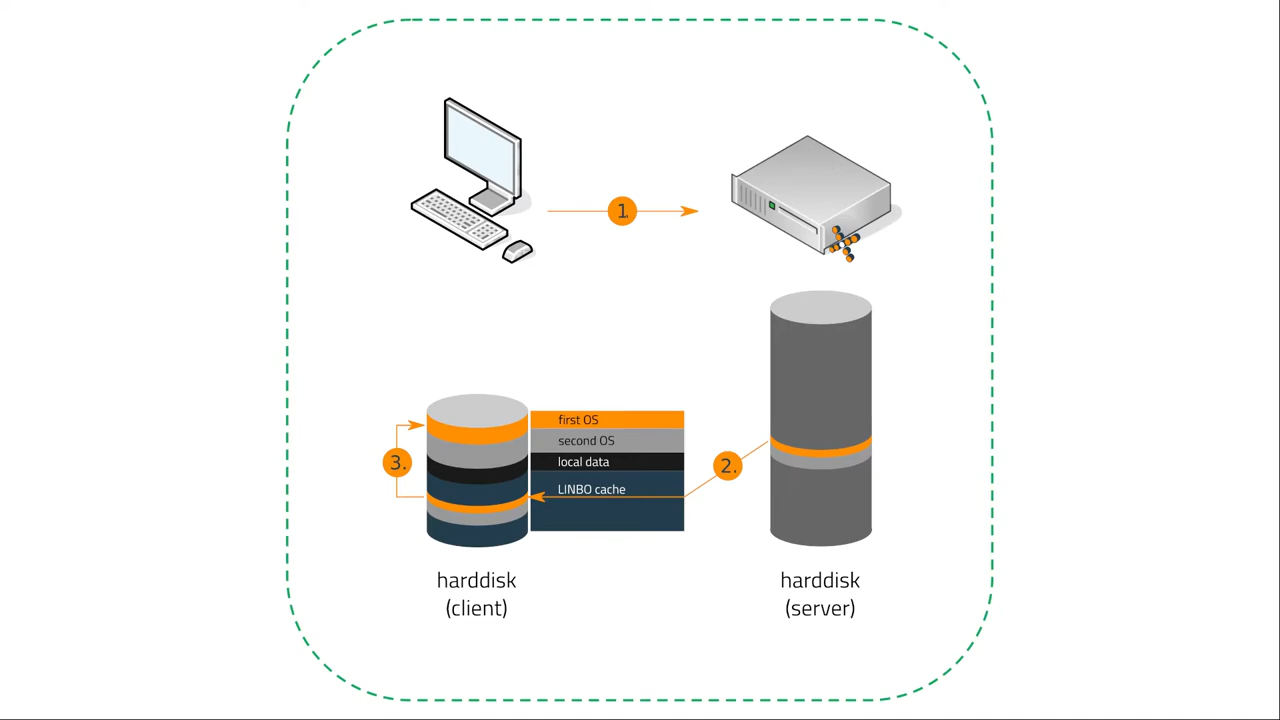 1.
first OS
second OS
local data
LINBO cache
2.
3.
harddisk
(client)
harddisk
(server)